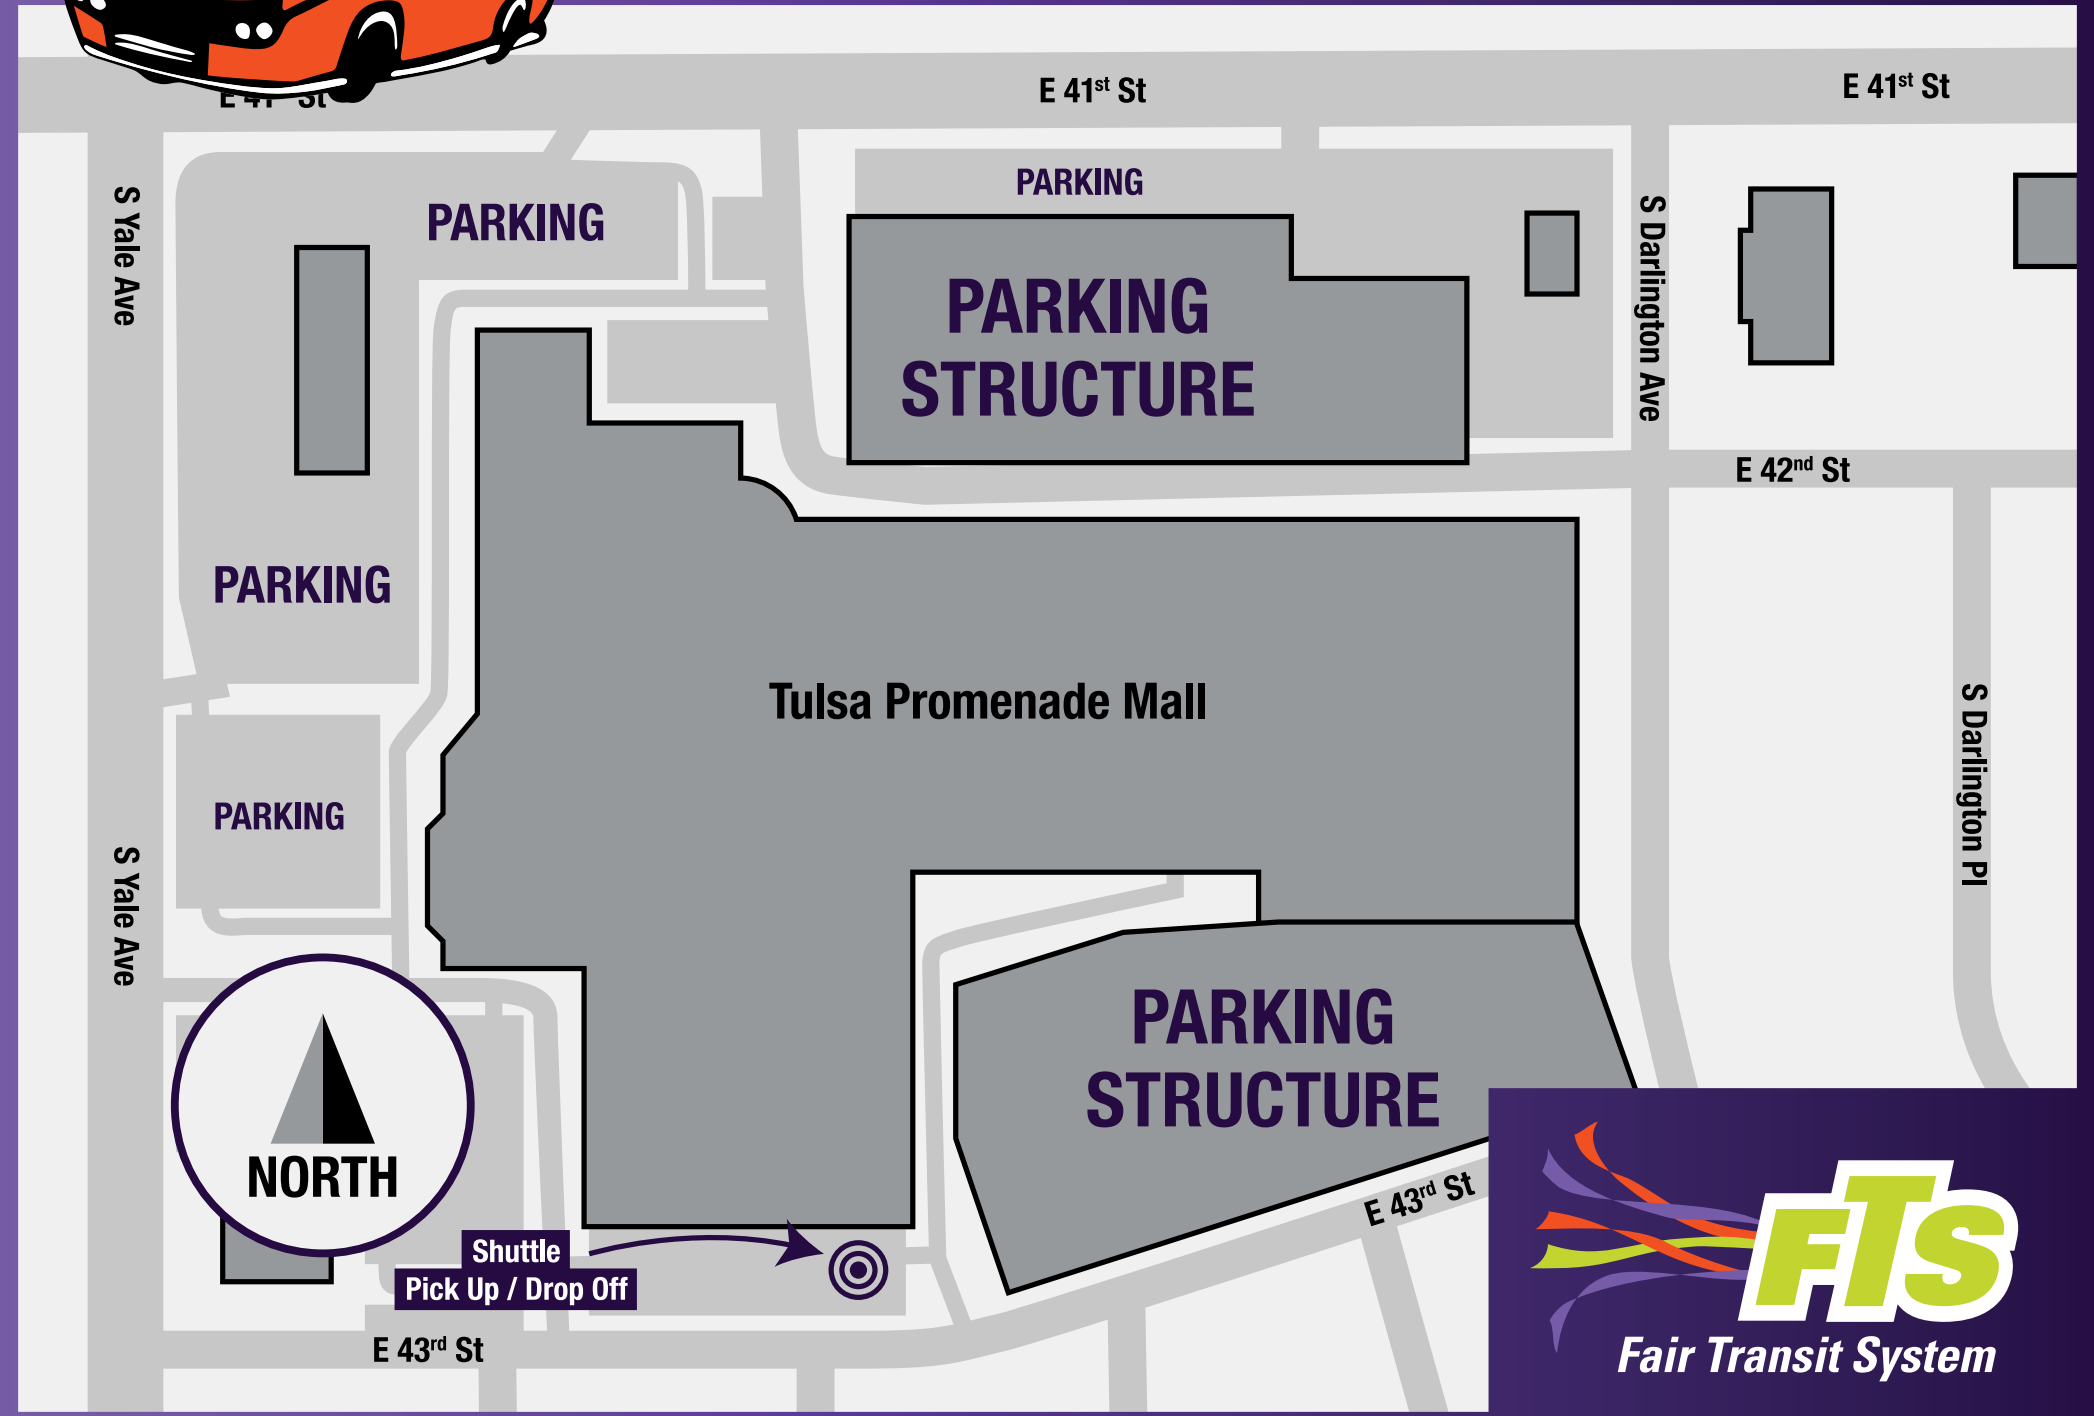 E 41st St
E 41st St
E 41st St
S Yale Ave
PARKING
PARKING
S Darlington Ave
PARKING
STRUCTURE
E 42nd St
PARKING
Tulsa Promenade Mall
S Darlington Pl
PARKING
S Yale Ave
PARKING
STRUCTURE
NORTH
E 43rd St
Shuttle
Pick Up / Drop Off
E 43rd St
FTS
Fair Transit System